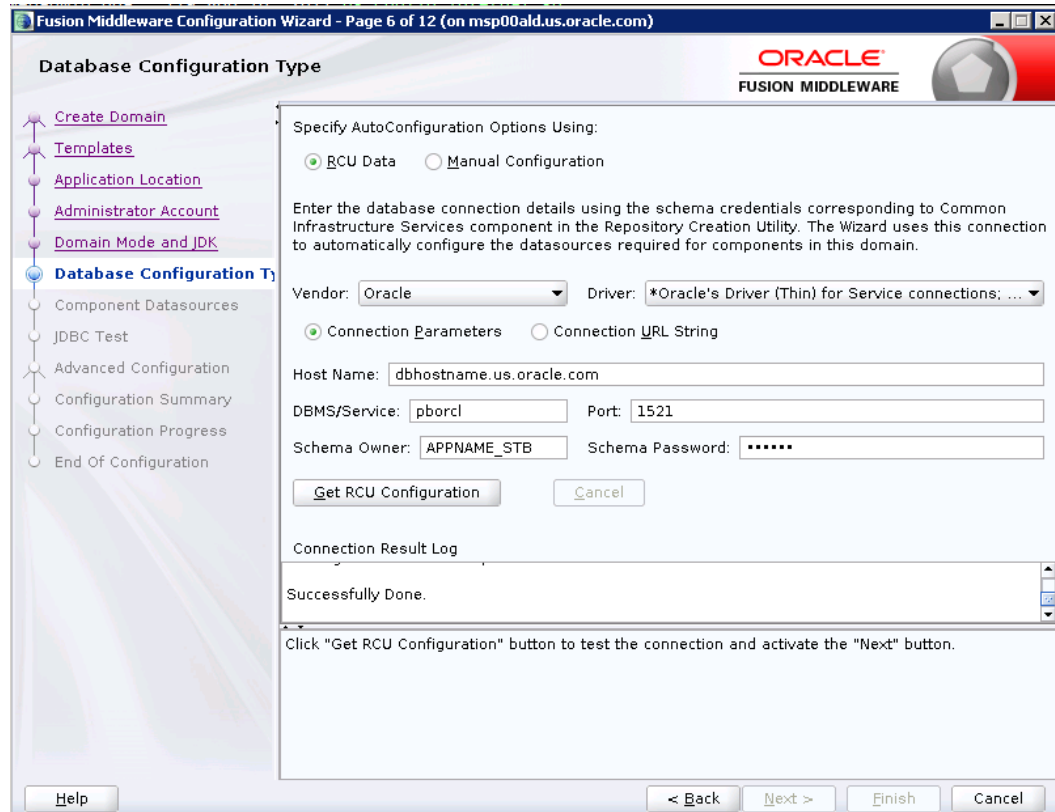 Fusion Middleware Configuration Wizard - Page 6 of 12 (on msp00ald.us.oracle.com)
Database Configuration Type
ORACLE
FUSION MIDDLEWARE
Create Domain
Templates
Application Location
Administrator Account
Domain Mode and JDK
Database Configuration Ty
Component Datasources
JDBC Test
Advanced Configuration
Configuration Summary
Configuration Progress
End Of Configuration
Specify AutoConfiguration Options Using:
RCU Data Manual Configuration
Enter the database connection details using the schema credentials corresponding to Common
Infrastructure Services component in the Repository Creation Utility. The Wizard uses this connection
to automatically configure the datasources required for components in this domain.
Vendor: Oracle Driver: *Oracle's Driver (Thin) for Service connections; ...
Connection Parameters Connection URL String
Host Name: dbhostname.us.oracle.com
DBMS/Service: pborcl Port: 1521
Schema Owner: APPNAME_STB Schema Password: ••••••
Get RCU Configuration Cancel
Connection Result Log
Successfully Done.
Click "Get RCU Configuration" button to test the connection and activate the "Next" button.
Help < Back Next > Finish Cancel